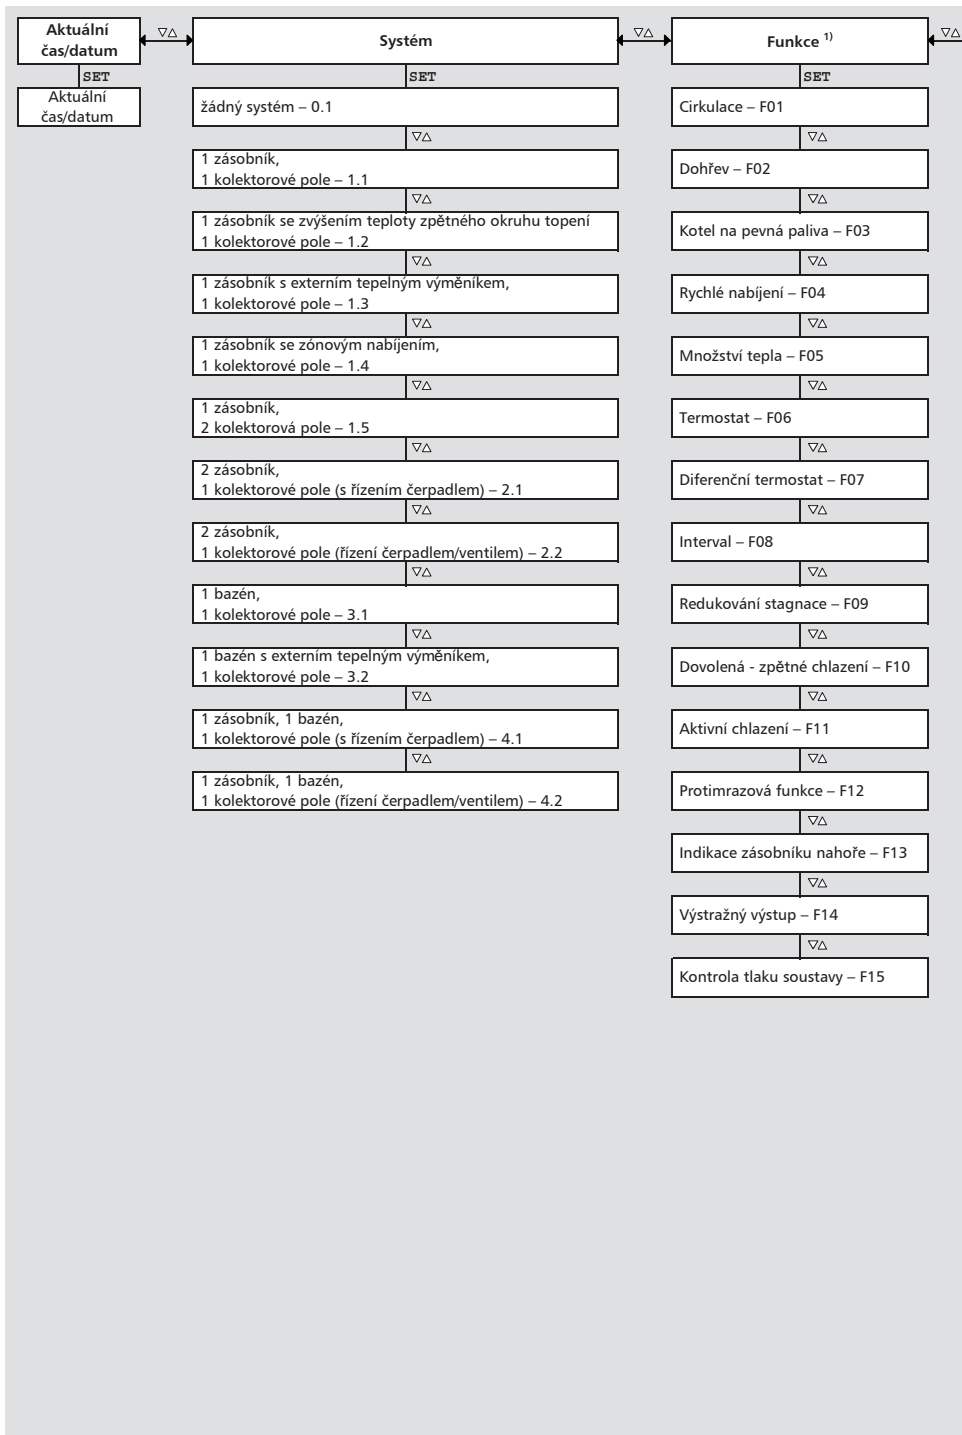 Aktuální
čas/datum
▽△
Systém
▽△
Funkce 1)
▽△
SET
SET
SET
Aktuální
čas/datum
žádný systém – 0.1
▽△
1 zásobník,
1 kolektorové pole – 1.1
▽△
1 zásobník se zvýšením teploty zpětného okruhu topení
1 kolektorové pole – 1.2
▽△
1 zásobník s externím tepelným výměníkem,
1 kolektorové pole – 1.3
▽△
1 zásobník se zónovým nabíjením,
1 kolektorové pole – 1.4
▽△
1 zásobník,
2 kolektorová pole – 1.5
▽△
2 zásobník,
1 kolektorové pole (s řízením čerpadlem) – 2.1
▽△
2 zásobník,
1 kolektorové pole (řízení čerpadlem/ventilem) – 2.2
▽△
1 bazén,
1 kolektorové pole – 3.1
▽△
1 bazén s externím tepelným výměníkem,
1 kolektorové pole – 3.2
▽△
1 zásobník, 1 bazén,
1 kolektorové pole (s řízením čerpadlem) – 4.1
▽△
1 zásobník, 1 bazén,
1 kolektorové pole (řízení čerpadlem/ventilem) – 4.2
Cirkulace – F01
▽△
Dohřev – F02
▽△
Kotel na pevná paliva – F03
▽△
Rychlé nabíjení – F04
▽△
Množství tepla – F05
▽△
Termostat – F06
▽△
Diferenční termostat – F07
▽△
Interval – F08
▽△
Redukování stagnace – F09
▽△
Dovolená - zpětné chlazení – F10
▽△
Aktivní chlazení – F11
▽△
Protimrazová funkce – F12
▽△
Indikace zásobníku nahoře – F13
▽△
Výstražný výstup – F14
▽△
Kontrola tlaku soustavy – F15